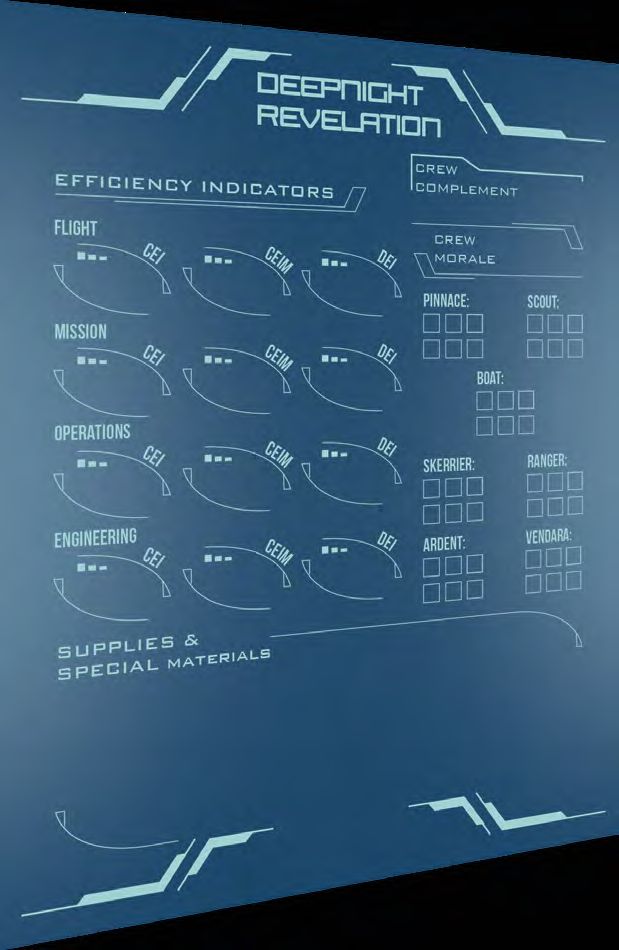 DEEPNIGHT
REVELATION
EFFICIENCY INDICATORS
CREW
COMPLEMENT
CREW
MORALE
FLIGHT
CEI
CEIM
DEI
MISSION
CEI
CEIM
DEI
OPERATIONS
CEI
CEIM
DEI
ENGINEERING
CEI
CEIM
DEI
PINNACE:
SCOUT:
BOAT:
SKERRIER:
RANGER:
ARDENT:
VENDARA:
SUPPLIES &
SPECIAL MATERIALS